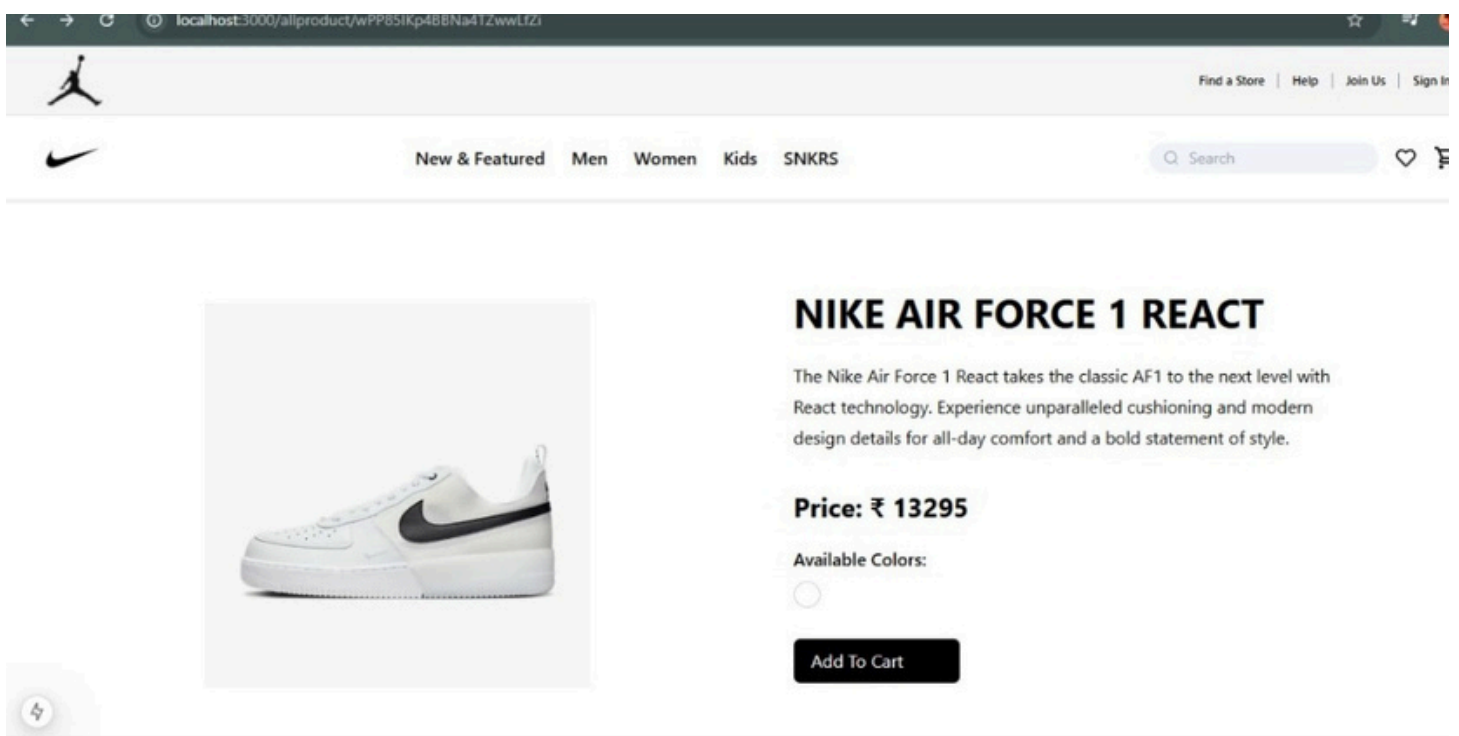 localhost:3000/allproduct/wPP85IKp4BBNa4TZwwLfZi
Find a Store | Help | Join Us | Sign In
New & Featured Men Women Kids SNKRS
Search
NIKE AIR FORCE 1 REACT
The Nike Air Force 1 React takes the classic AF1 to the next level with
React technology. Experience unparalleled cushioning and modern
design details for all-day comfort and a bold statement of style.
Price: ₹ 13295
Available Colors:
Add To Cart